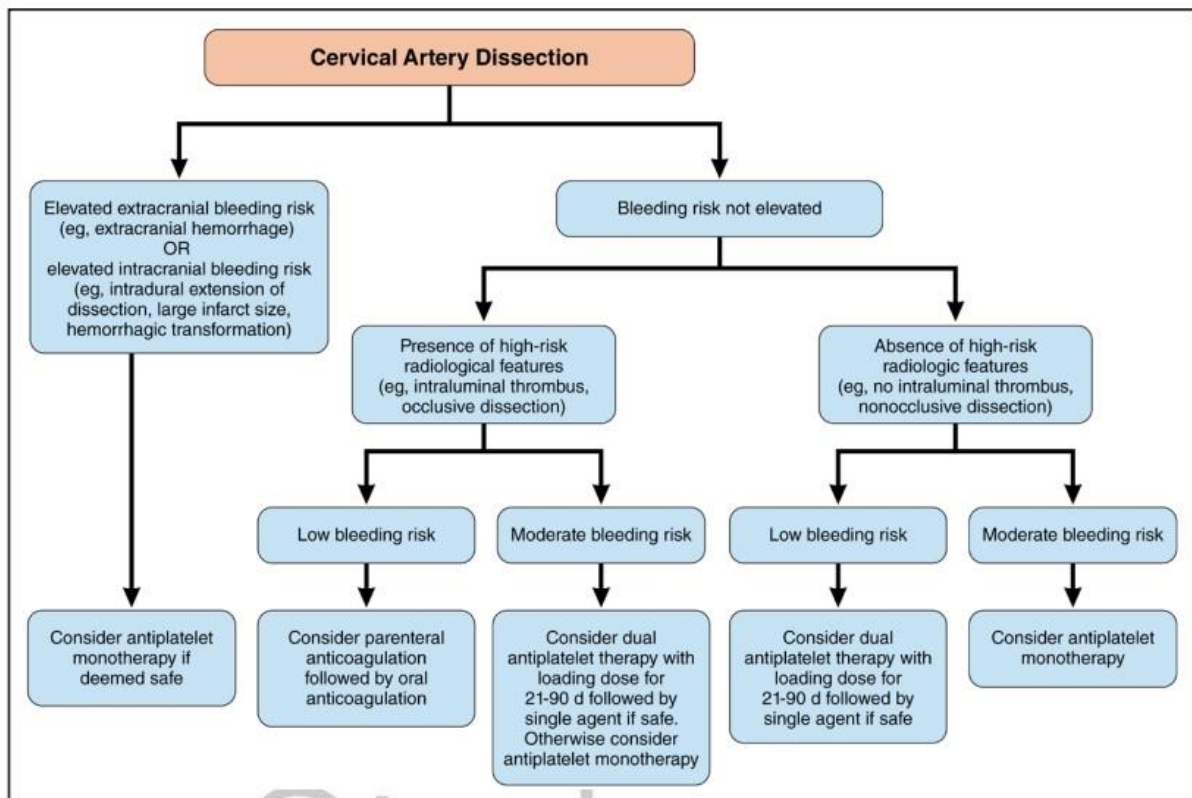 Cervical Artery Dissection
Elevated extracranial bleeding risk
(eg, extracranial hemorrhage)
OR
elevated intracranial bleeding risk
(eg, intradural extension of
dissection, large infarct size,
hemorrhagic transformation)
Bleeding risk not elevated
Presence of high-risk
radiological features
(eg, intraluminal thrombus,
occlusive dissection)
Absence of high-risk
radiologic features
(eg, no intraluminal thrombus,
nonocclusive dissection)
Low bleeding risk
Moderate bleeding risk
Low bleeding risk
Moderate bleeding risk
Consider antiplatelet
monotherapy if
deemed safe
Consider parenteral
anticoagulation
followed by oral
anticoagulation
Consider dual
antiplatelet therapy with
loading dose for
21-90 d followed by
single agent if safe.
Otherwise consider
antiplatelet monotherapy
Consider dual
antiplatelet therapy with
loading dose for
21-90 d followed by
single agent if safe
Consider antiplatelet
monotherapy